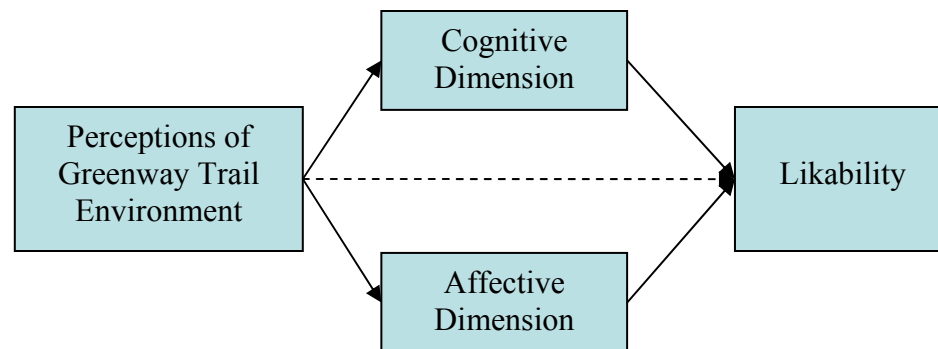 Cognitive
Dimension
Perceptions of
Greenway Trail
Environment
Likability
Affective
Dimension